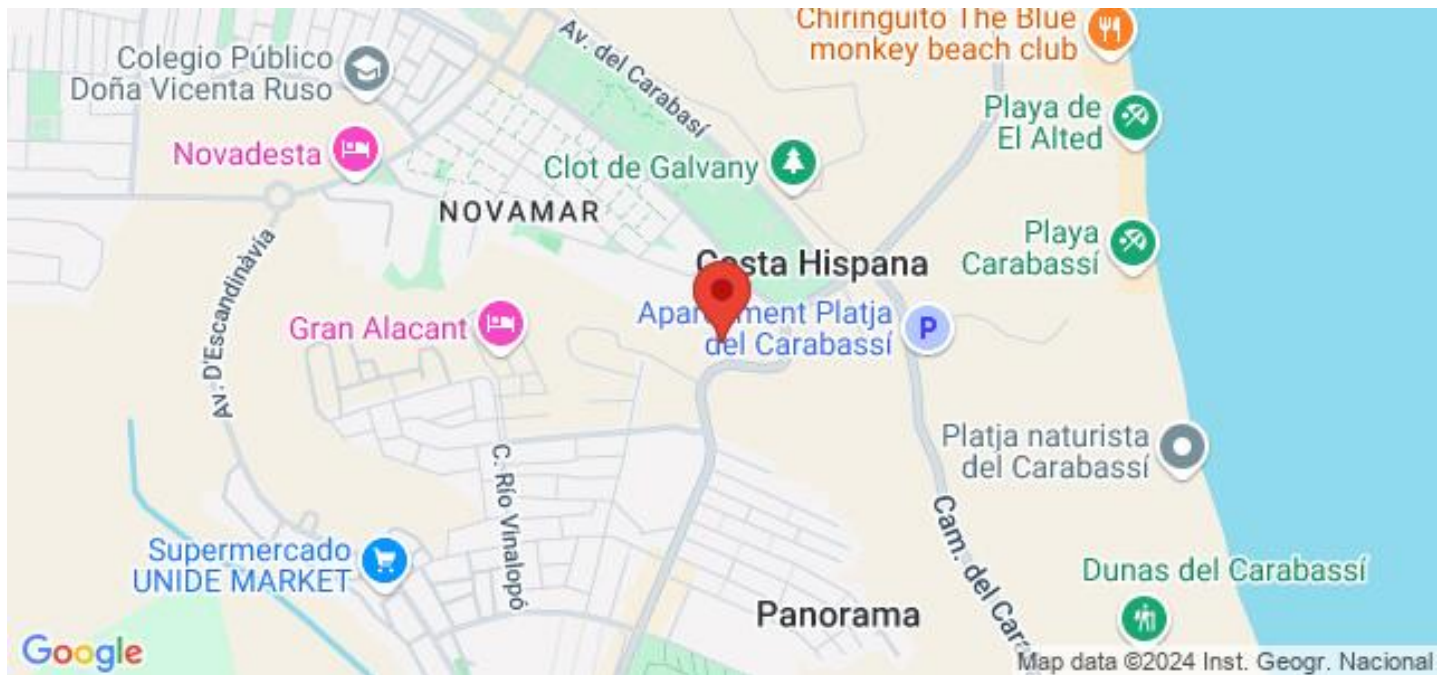 Chiringuito The Blue
monkey beach club
Colegio Público
Doña Vicenta Ruso
Av. del Carabasí
Playa de
El Alted
Novadesta
Clot de Galvany
NOVAMAR
Playa
Carabassí
Costa Hispana
Av. D'Escandinàvia
Gran Alacant
Apartment Platja
del Carabassí
P
Platja naturista
del Carabassí
C. Río Vinalopó
Cam. del Cara
Supermercado
UNIDE MARKET
Dunas del Carabassí
Panorama
Google
Map data ©2024 Inst. Geogr. Nacional